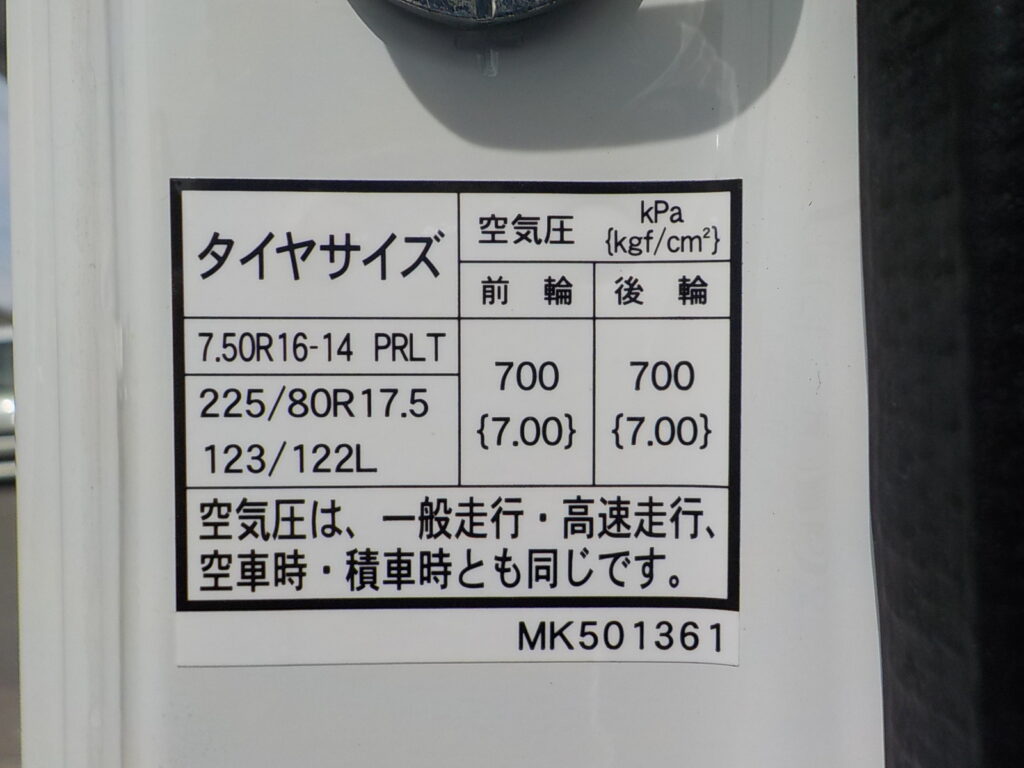 タイヤサイズ
空気圧 kPa
{kgf/cm²}
前輪 後輪
7.50R16-14 PRLT
700 700
225/80R17.5
{7.00} {7.00}
123/122L
空気圧は、一般走行・高速走行、
空車時・積車時とも同じです。
MK501361